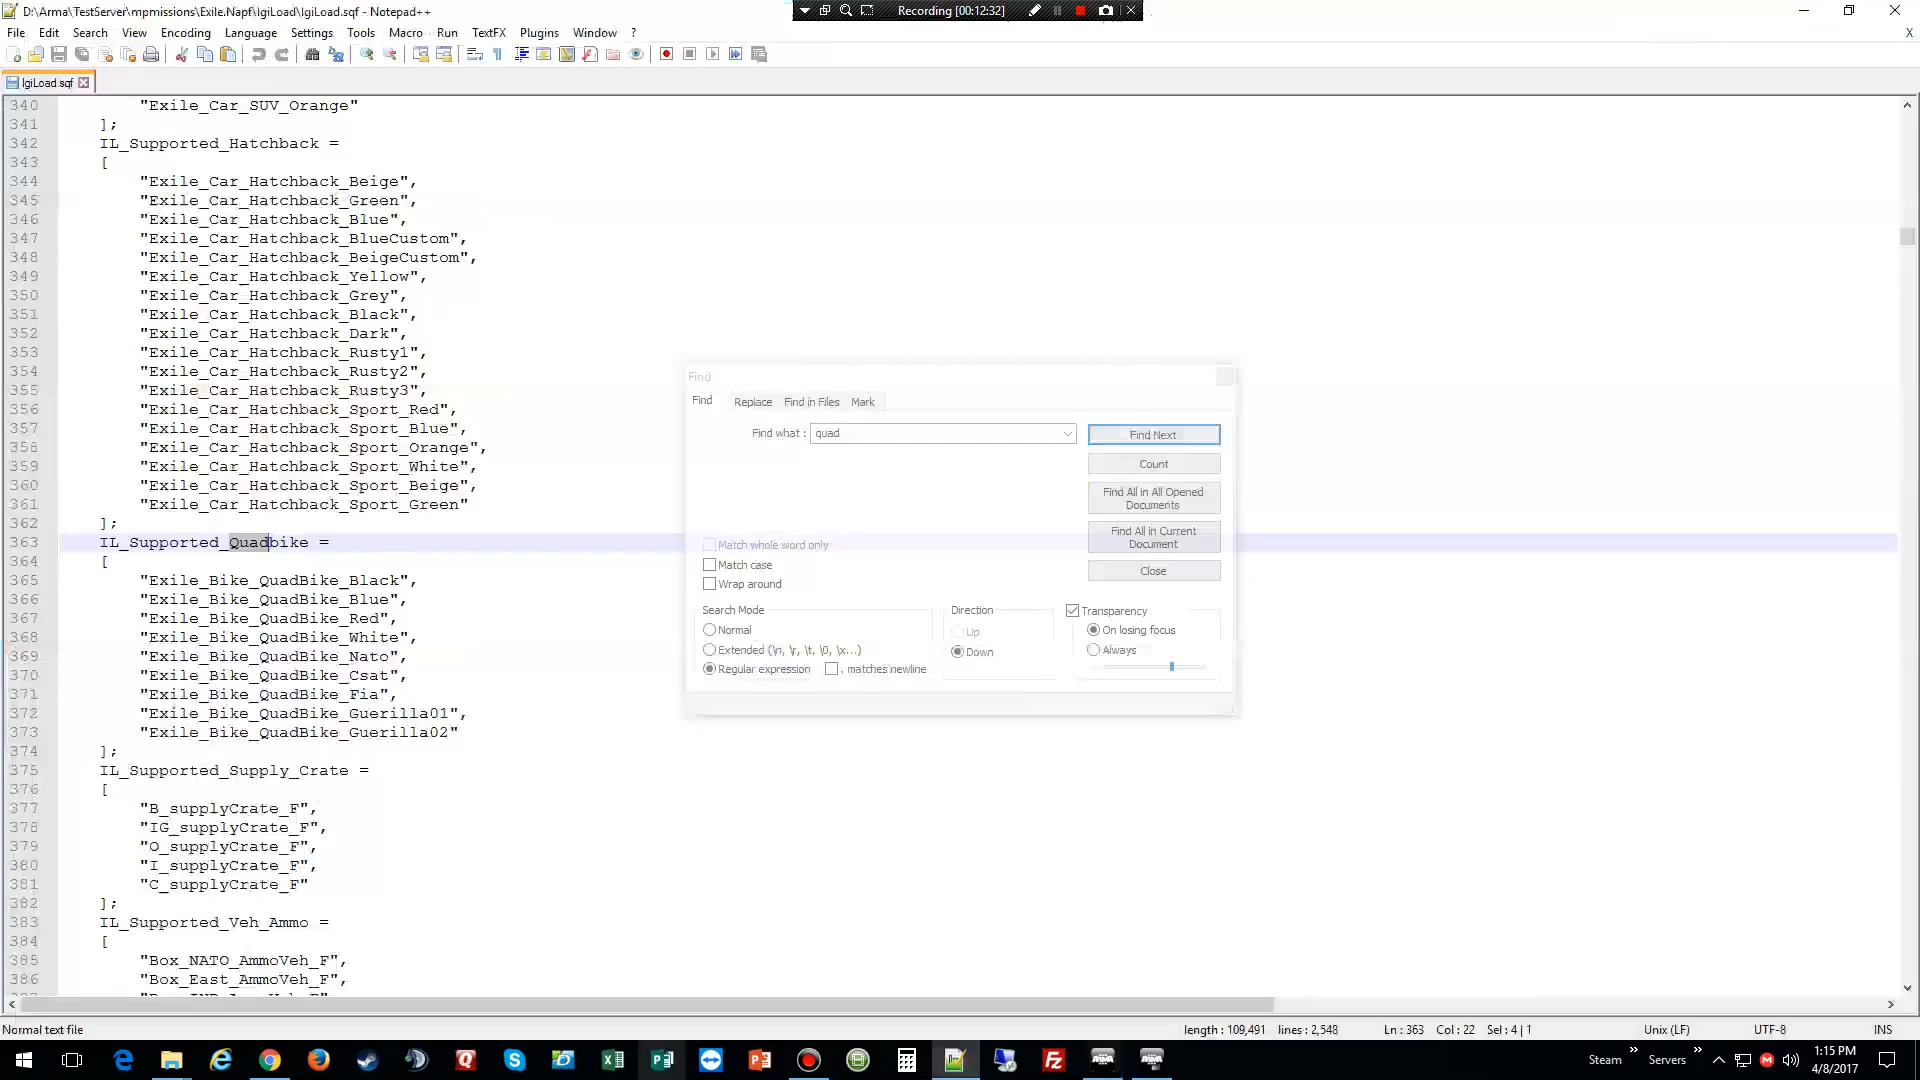 D:\Arma\TestServer\mpmissions\Exile.Napf\IgiLoad\IgiLoad.sqf - Notepad++
Recording [00:12:32]
File Edit Search View Encoding Language Settings Tools Macro Run TextFX Plugins Window ? X
IgiLoad.sqf
340 "Exile_Car_SUV_Orange"
341 ];
342 IL_Supported_Hatchback =
343 [
344 "Exile_Car_Hatchback_Beige",
345 "Exile_Car_Hatchback_Green",
346 "Exile_Car_Hatchback_Blue",
347 "Exile_Car_Hatchback_BlueCustom",
348 "Exile_Car_Hatchback_BeigeCustom",
349 "Exile_Car_Hatchback_Yellow",
350 "Exile_Car_Hatchback_Grey",
351 "Exile_Car_Hatchback_Black",
352 "Exile_Car_Hatchback_Dark",
353 "Exile_Car_Hatchback_Rusty1",
354 "Exile_Car_Hatchback_Rusty2",
355 "Exile_Car_Hatchback_Rusty3",
356 "Exile_Car_Hatchback_Sport_Red",
357 "Exile_Car_Hatchback_Sport_Blue",
358 "Exile_Car_Hatchback_Sport_Orange",
359 "Exile_Car_Hatchback_Sport_White",
360 "Exile_Car_Hatchback_Sport_Beige",
361 "Exile_Car_Hatchback_Sport_Green"
362 ];
363 IL_Supported_Quadbike =
364 [
365 "Exile_Bike_QuadBike_Black",
366 "Exile_Bike_QuadBike_Blue",
367 "Exile_Bike_QuadBike_Red",
368 "Exile_Bike_QuadBike_White",
369 "Exile_Bike_QuadBike_Nato",
370 "Exile_Bike_QuadBike_Csat",
371 "Exile_Bike_QuadBike_Fia",
372 "Exile_Bike_QuadBike_Guerilla01",
373 "Exile_Bike_QuadBike_Guerilla02"
374 ];
375 IL_Supported_Supply_Crate =
376 [
377 "B_supplyCrate_F",
378 "IG_supplyCrate_F",
379 "O_supplyCrate_F",
380 "I_supplyCrate_F",
381 "C_supplyCrate_F"
382 ];
383 IL_Supported_Veh_Ammo =
384 [
385 "Box_NATO_AmmoVeh_F",
386 "Box_East_AmmoVeh_F",
Find
Find Replace Find in Files Mark
Find what : quad
Find Next
Count
Find All in All Opened
Documents
Find All in Current
Document
Close
Match whole word only
Match case
Wrap around
Search Mode
Normal
Extended (\n, \r, \t, \0, \x...)
Regular expression . matches newline
Direction
Up
Down
Transparency
On losing focus
Always
Normal text file length : 109,491 lines : 2,548 Ln : 363 Col : 22 Sel : 4 | 1 Unix (LF) UTF-8 INS
Steam Servers 1:15 PM
4/8/2017